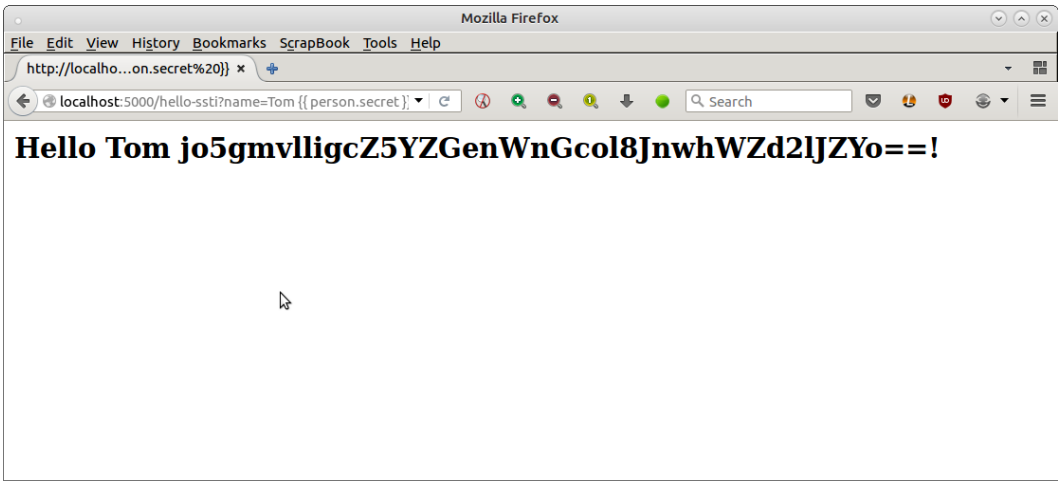 Mozilla Firefox
File Edit View History Bookmarks ScrapBook Tools Help
http://localho...on.secret%20}}
localhost:5000/hello-ssti?name=Tom {{ person.secret }} Search
Hello Tom jo5gmvlligcZ5YZGenWnGcol8JnwhWZd2lJZYo==!